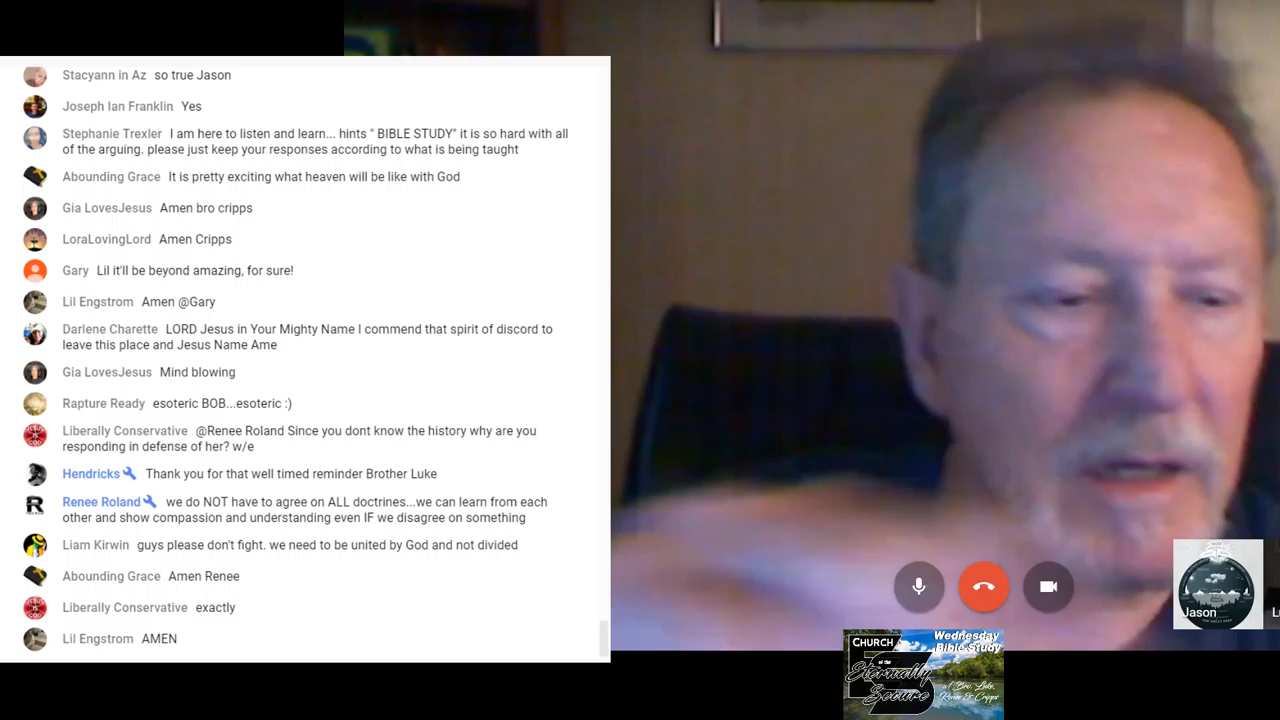 Stacyann in Az so true Jason
Joseph Ian Franklin Yes
Stephanie Trexler I am here to listen and learn... hints " BIBLE STUDY" it is so hard with all
of the arguing. please just keep your responses according to what is being taught
Abounding Grace It is pretty exciting what heaven will be like with God
Gia LovesJesus Amen bro cripps
LoraLovingLord Amen Cripps
Gary Lil it'll be beyond amazing, for sure!
Lil Engstrom Amen @Gary
Darlene Charette LORD Jesus in Your Mighty Name I commend that spirit of discord to
leave this place and Jesus Name Ame
Gia LovesJesus Mind blowing
Rapture Ready esoteric BOB...esoteric :)
Liberally Conservative @Renee Roland Since you dont know the history why are you
responding in defense of her? w/e
Hendricks Thank you for that well timed reminder Brother Luke
Renee Roland we do NOT have to agree on ALL doctrines...we can learn from each
other and show compassion and understanding even IF we disagree on something
Liam Kirwin guys please don't fight. we need to be united by God and not divided
Abounding Grace Amen Renee
Liberally Conservative exactly
Lil Engstrom AMEN
Jason
Lu
CHURCH
of the
Eternally
Secure
Wednesday
Bible Study
w/ Bro. Luke,
Renee & Cripps